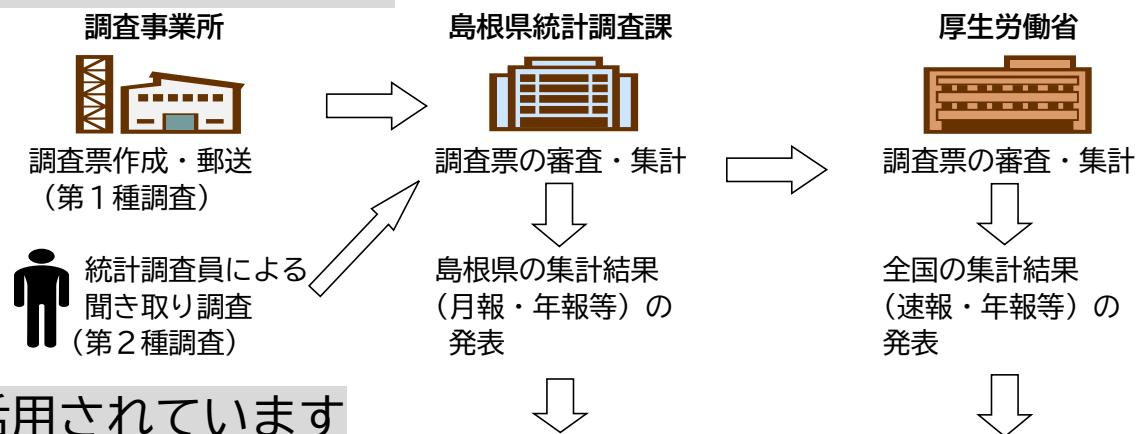 調査事業所
調査票作成・郵送
（第１種調査）
統計調査員による
聞き取り調査
（第２種調査）
島根県統計調査課
調査票の審査・集計
島根県の集計結果
（月報・年報等）の
発表
厚生労働省
調査票の審査・集計
全国の集計結果
（速報・年報等）の
発表
活用されています